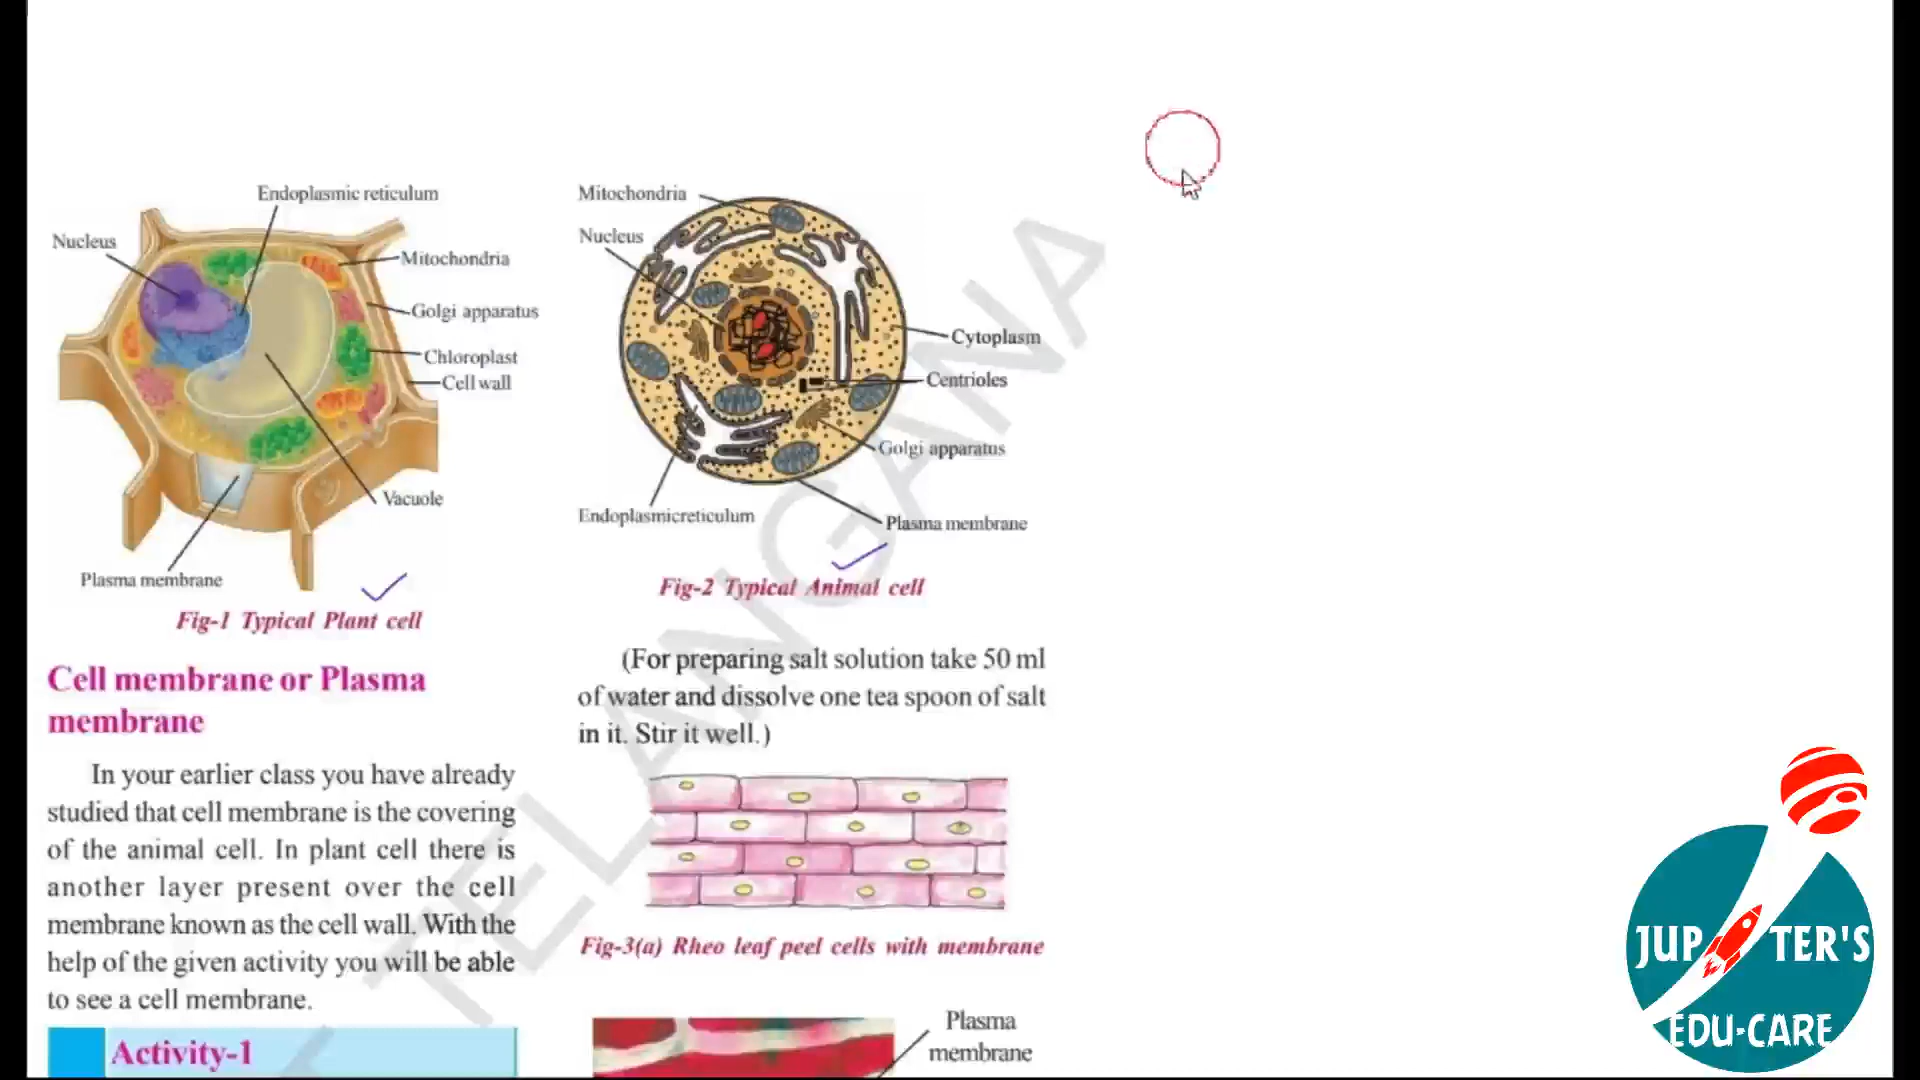 Endoplasmic reticulum
Nucleus
Mitochondria
Golgi apparatus
Chloroplast
Cell wall
Vacuole
Plasma membrane
Fig-1 Typical Plant cell
Cell membrane or Plasma
membrane
In your earlier class you have already
studied that cell membrane is the covering
of the animal cell. In plant cell there is
another layer present over the cell
membrane known as the cell wall. With the
help of the given activity you will be able
to see a cell membrane.
Activity-1
Mitochondria
Nucleus
Cytoplasm
Centrioles
Golgi apparatus
Endoplasmicreticulum
Plasma membrane
Fig-2 Typical Animal cell
(For preparing salt solution take 50 ml
of water and dissolve one tea spoon of salt
in it. Stir it well.)
Fig-3(a) Rheo leaf peel cells with membrane
Plasma
membrane
TELANGANA
JUPITER'S
EDU-CARE